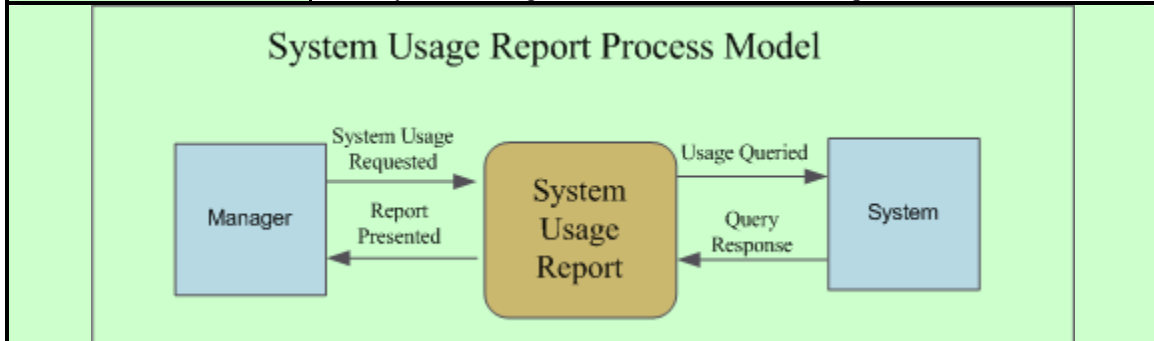 System Usage Report Process Model
System Usage
Requested
Usage Queried
Manager
System
Usage
Report
System
Report
Presented
Query
Response